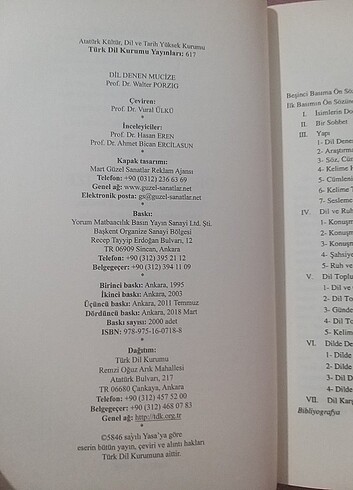 Atatürk Kültür, Dil ve Tarih Yüksek Kurumu
Türk Dil Kurumu Yayınları: 617
DİL DENEN MUCİZE
Prof. Dr. Walter PORZIG
Çeviren:
Prof. Dr. Vural ÜLKÜ
*
İnceleyiciler:
Prof. Dr. Hasan EREN
Prof. Dr. Ahmet Bican ERCİLASUN
*
Kapak tasarımı:
Mart Güzel Sanatlar Reklam Ajansı
Telefon: +90 (0312) 236 63 69
Genel ağ: www.guzel-sanatlar.net
Elektronik posta: gs@guzel-sanatlar.net
*
Baskı:
Yorum Matbaacılık Basın Yayın Sanayi Ltd. Şti.
Başkent Organize Sanayi Bölgesi
Recep Tayyip Erdoğan Bulvarı, 12
TR 06909 Sincan, Ankara
Telefon: +90 (312) 395 21 12
Belgegeçer: +90 (312) 394 11 09
*
Birinci baskı: Ankara, 1995
İkinci baskı: Ankara, 2003
Üçüncü baskı: Ankara, 2011 Temmuz
Dördüncü baskı: Ankara, 2018 Mart
Baskı sayısı: 2000 adet
ISBN: 978-975-16-0718-8
*
Dağıtım:
Türk Dil Kurumu
Remzi Oğuz Arık Mahallesi
Atatürk Bulvarı, 217
TR 06680 Çankaya, Ankara
Telefon: +90 (312) 457 52 00
Belgegeçer: +90 (312) 468 07 83
Genel ağ: http://tdk.org.tr
*
©5846 sayılı Yasa'ya göre
eserin bütün yayın, çeviri ve alıntı hakları
Türk Dil Kurumuna aittir.
Beşinci Basıma Ön Söz
İlk Basımın Ön Sözünde
I. İsimlerin Doğ
II. Bir Sohbet
III. Yapı
1- Dil Dene
2- Araştırma
3- Söz, Cüm
4- Kelime H
5- Cümlesi
6- Kelime T
7- Sesleme
IV. Dil ve Ruh
1- Konuşm
2- Konuşm
3- Konuşm
4- Şahsiye
5- Ruh ve
V. Dil Toplu
1- Dil ve
2- Dil To
3- Günde
4- Dil To
5- Kelim
VI. Dilde De
1- Dilde
2- Dilde
3- Dil D
4- Dilde
VII. Dil Karş
Bibliyografya